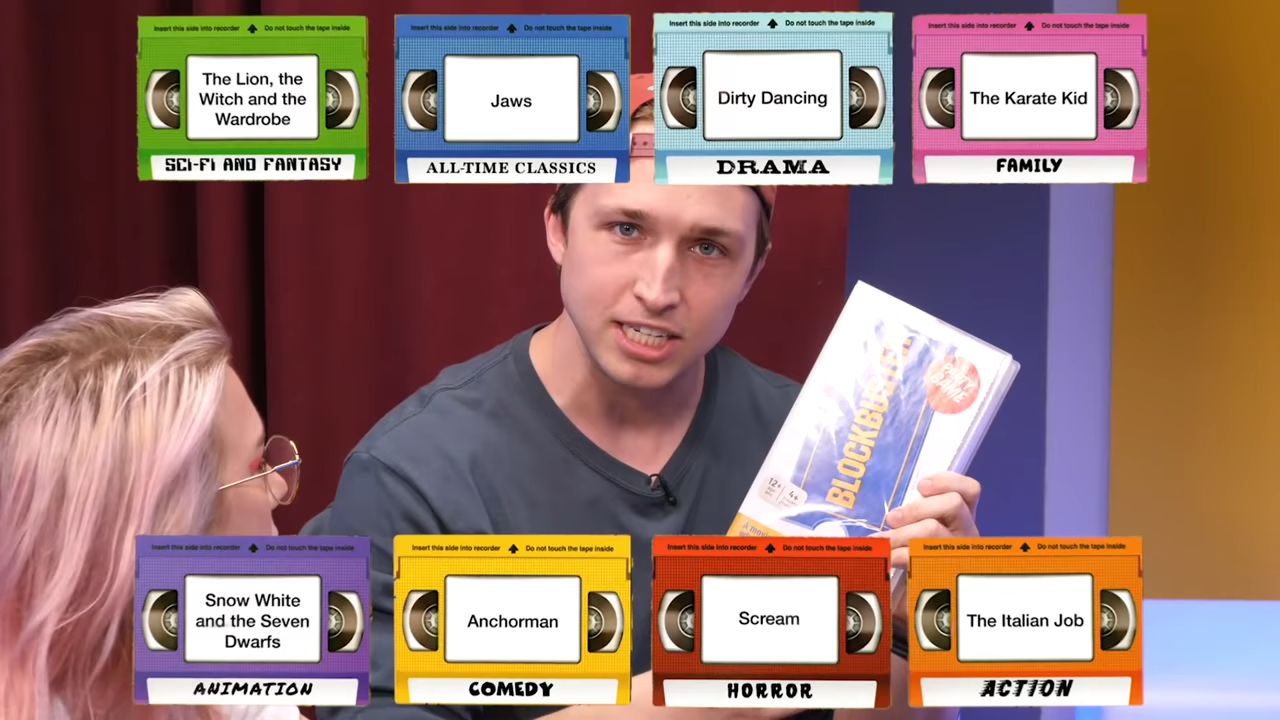 Insert this side into recorder Do not touch the tape inside
The Lion, the
Witch and the
Wardrobe
SCI-FI AND FANTASY
Insert this side into recorder Do not touch the tape inside
Jaws
ALL-TIME CLASSICS
Insert this side into recorder Do not touch the tape inside
Dirty Dancing
DRAMA
Insert this side into recorder Do not touch the tape inside
The Karate Kid
FAMILY
BLOCKBUSTER
PARTY
GAME
12+
4+
Insert this side into recorder Do not touch the tape inside
Snow White
and the Seven
Dwarfs
ANIMATION
Insert this side into recorder Do not touch the tape inside
Anchorman
COMEDY
Insert this side into recorder Do not touch the tape inside
Scream
HORROR
Insert this side into recorder Do not touch the tape inside
The Italian Job
ACTION